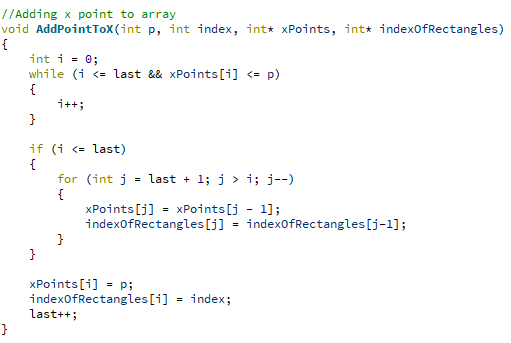 //Adding x point to array
void AddPointToX(int p, int index, int* xPoints, int* indexOfRectangles)
{
    int i = 0;
    while (i <= last && xPoints[i] <= p)
    {
        i++;
    }

    if (i <= last)
    {
        for (int j = last + 1; j > i; j--)
        {
            xPoints[j] = xPoints[j - 1];
            indexOfRectangles[j] = indexOfRectangles[j-1];
        }
    }

    xPoints[i] = p;
    indexOfRectangles[i] = index;
    last++;
}